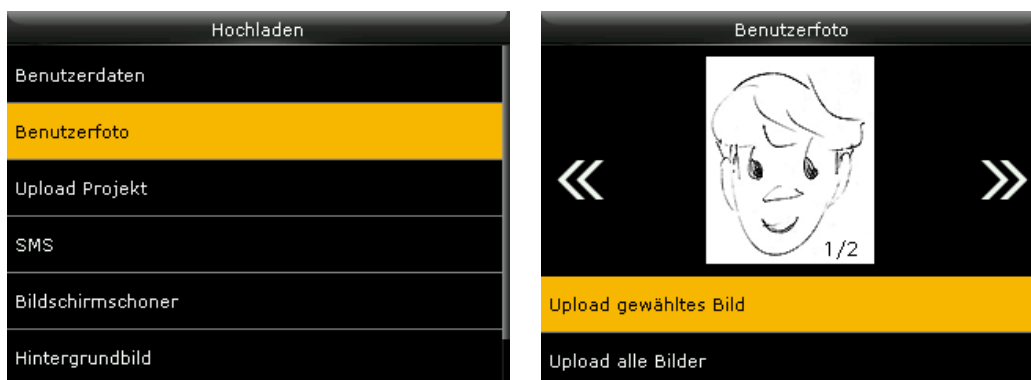 Hochladen
Benutzerdaten
Benutzerfoto
Upload Projekt
SMS
Bildschirmschoner
Hintergrundbild
Benutzerfoto
1/2
Upload gewähltes Bild
Upload alle Bilder